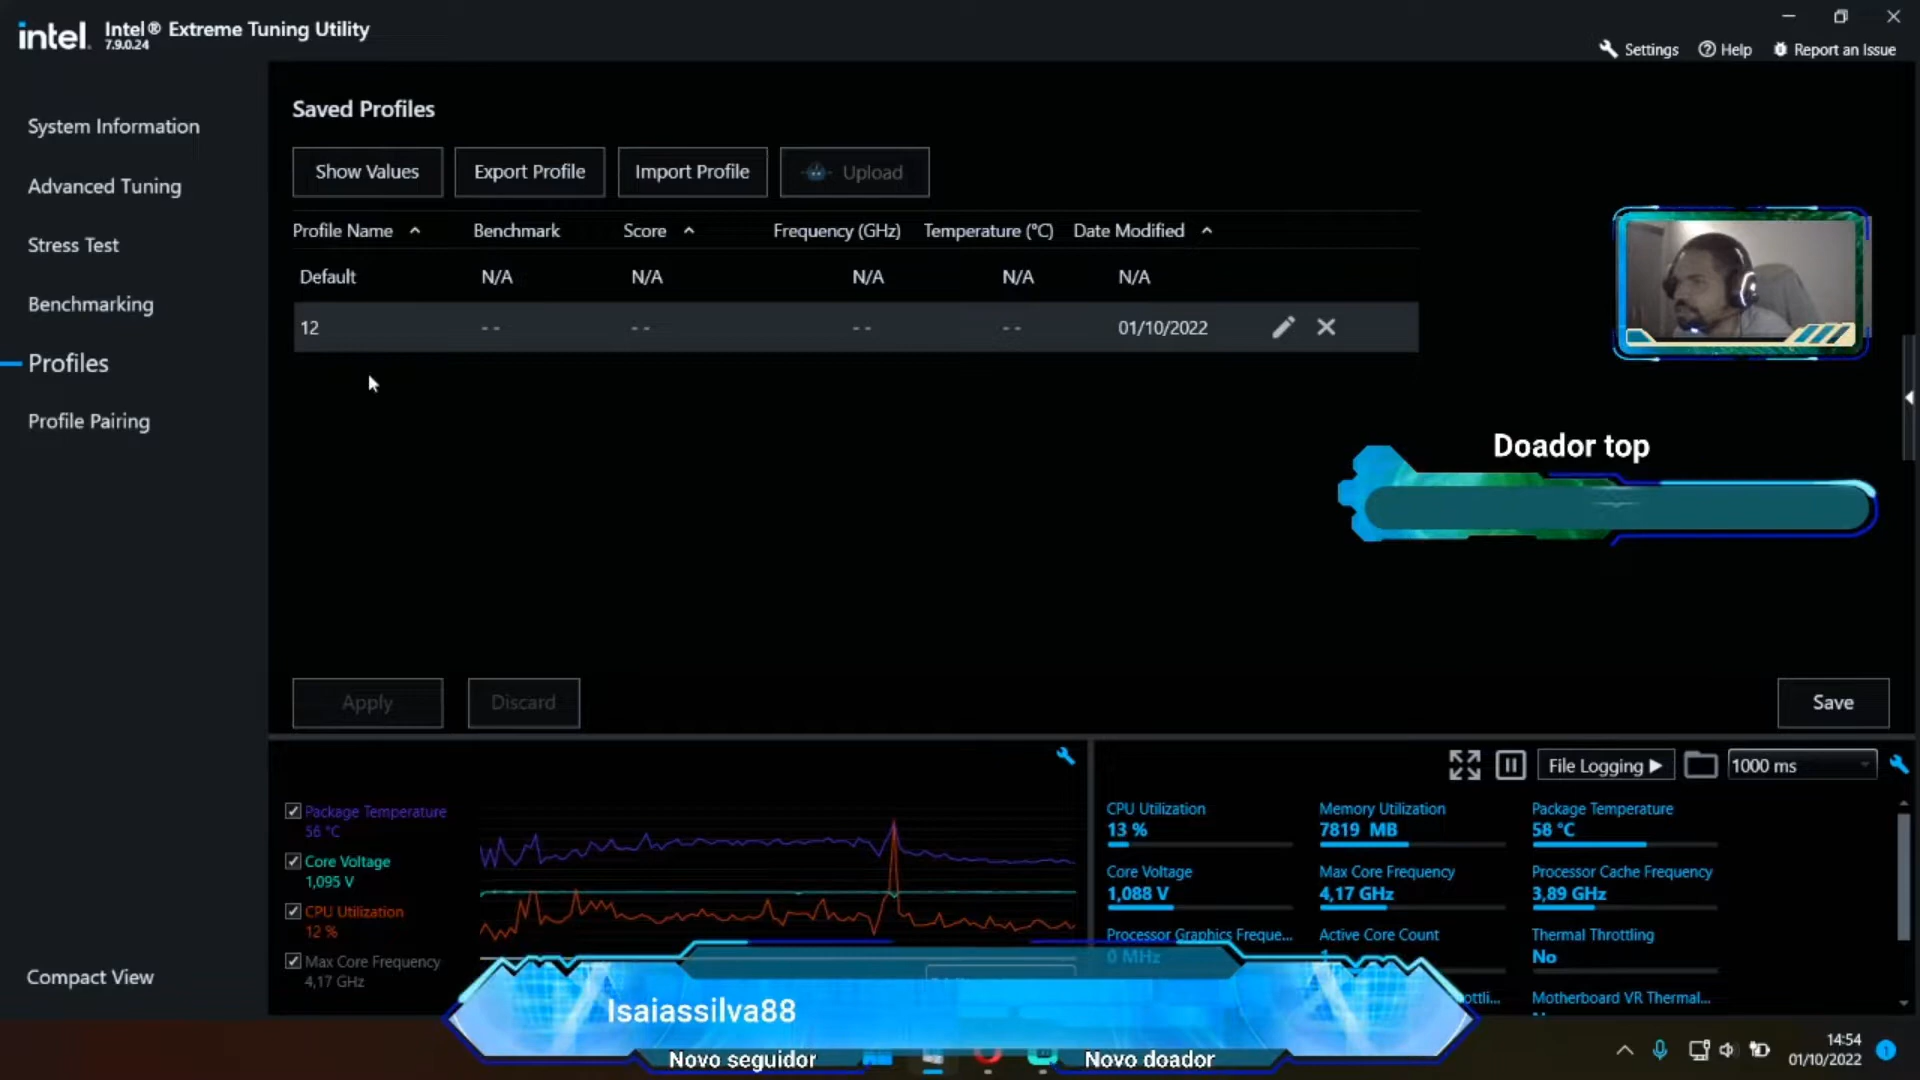 intel. Intel® Extreme Tuning Utility
7.9.0.24
Settings Help Report an Issue
System Information
Advanced Tuning
Stress Test
Benchmarking
Profiles
Profile Pairing
Compact View
Saved Profiles
Show Values Export Profile Import Profile Upload
Profile Name Benchmark Score Frequency (GHz) Temperature (°C) Date Modified
Default N/A N/A N/A N/A N/A
12 -- -- -- -- 01/10/2022
Doador top
Apply Discard Save
Package Temperature
56 °C
Core Voltage
1,095 V
CPU Utilization
12 %
Max Core Frequency
4,17 GHz
File Logging 1000 ms
CPU Utilization Memory Utilization Package Temperature
13 % 7819 MB 58 °C
Core Voltage Max Core Frequency Processor Cache Frequency
1,088 V 4,17 GHz 3,89 GHz
Processor Graphics Freque... Active Core Count Thermal Throttling
0 MHz 1 No
ottli... Motherboard VR Thermal...
Isaiassilva88
Novo seguidor Novo doador
14:54
01/10/2022
1